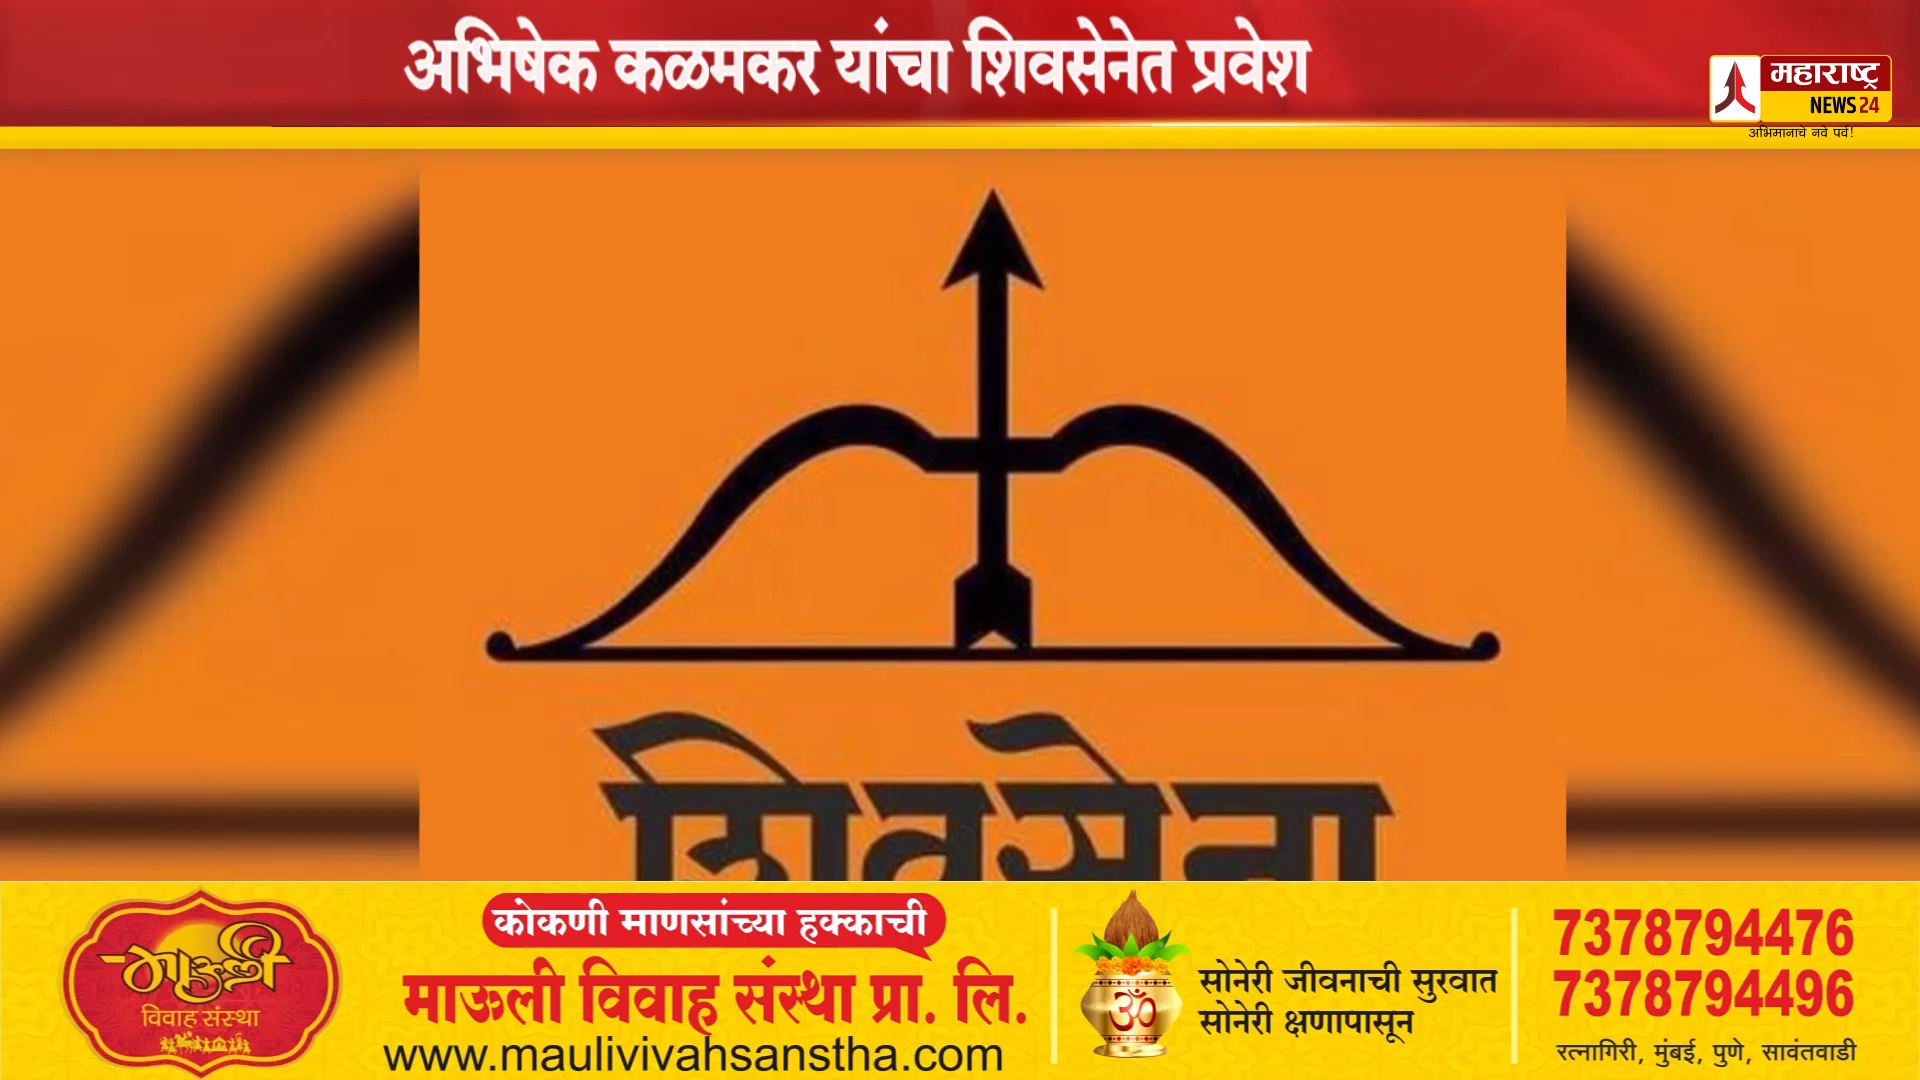 अभिषेक कळमकर यांचा शिवसेनेत प्रवेश
महाराष्ट्र
NEWS 24
अभिमानाचे नवे पर्व!
शिवसेना
माऊली
विवाह संस्था
कोकणी माणसांच्या हक्काची
माऊली विवाह संस्था प्रा. लि.
www.maulivivahsanstha.com
ॐ
सोनेरी जीवनाची सुरवात
सोनेरी क्षणापासून
7378794476
7378794496
रत्नागिरी, मुंबई, पुणे, सावंतवाडी